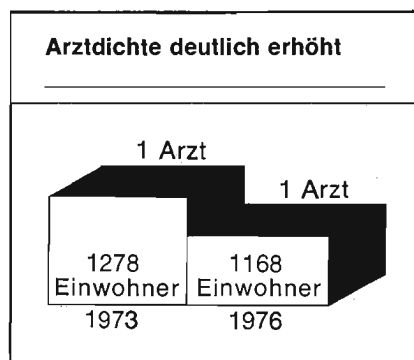 Arztdichte deutlich erhöht
1 Arzt
1 Arzt
1278
Einwohner
1168
Einwohner
1973
1976